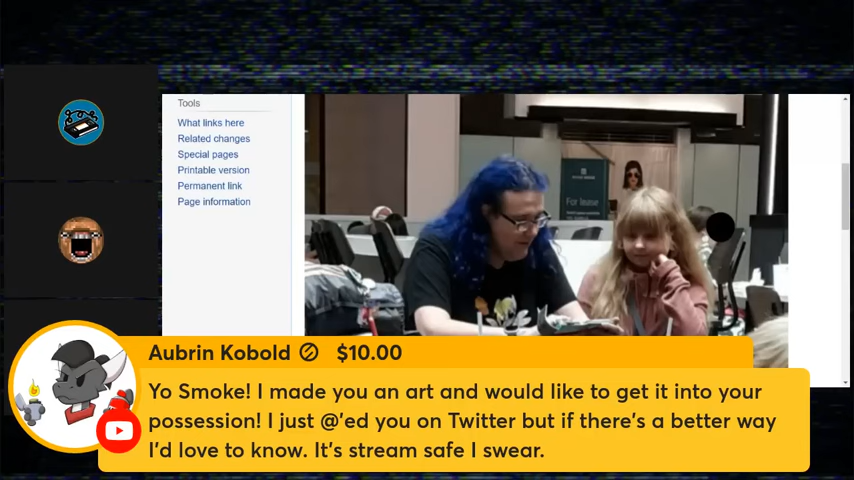 Tools
What links here
Related changes
Special pages
Printable version
Permanent link
Page information
For lease
Aubrin Kobold $10.00
Yo Smoke! I made you an art and would like to get it into your
possession! I just @'ed you on Twitter but if there's a better way
I'd love to know. It's stream safe I swear.